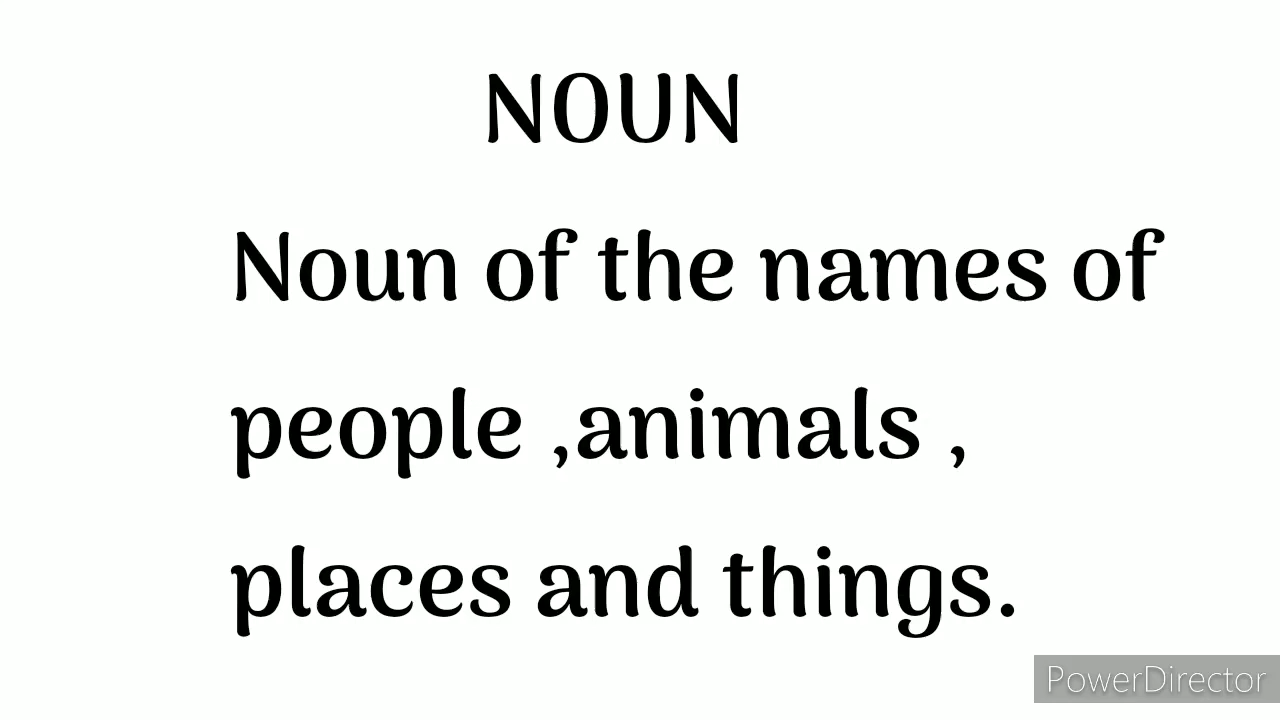 NOUN
Noun of the names of
people ,animals ,
places and things.
PowerDirector